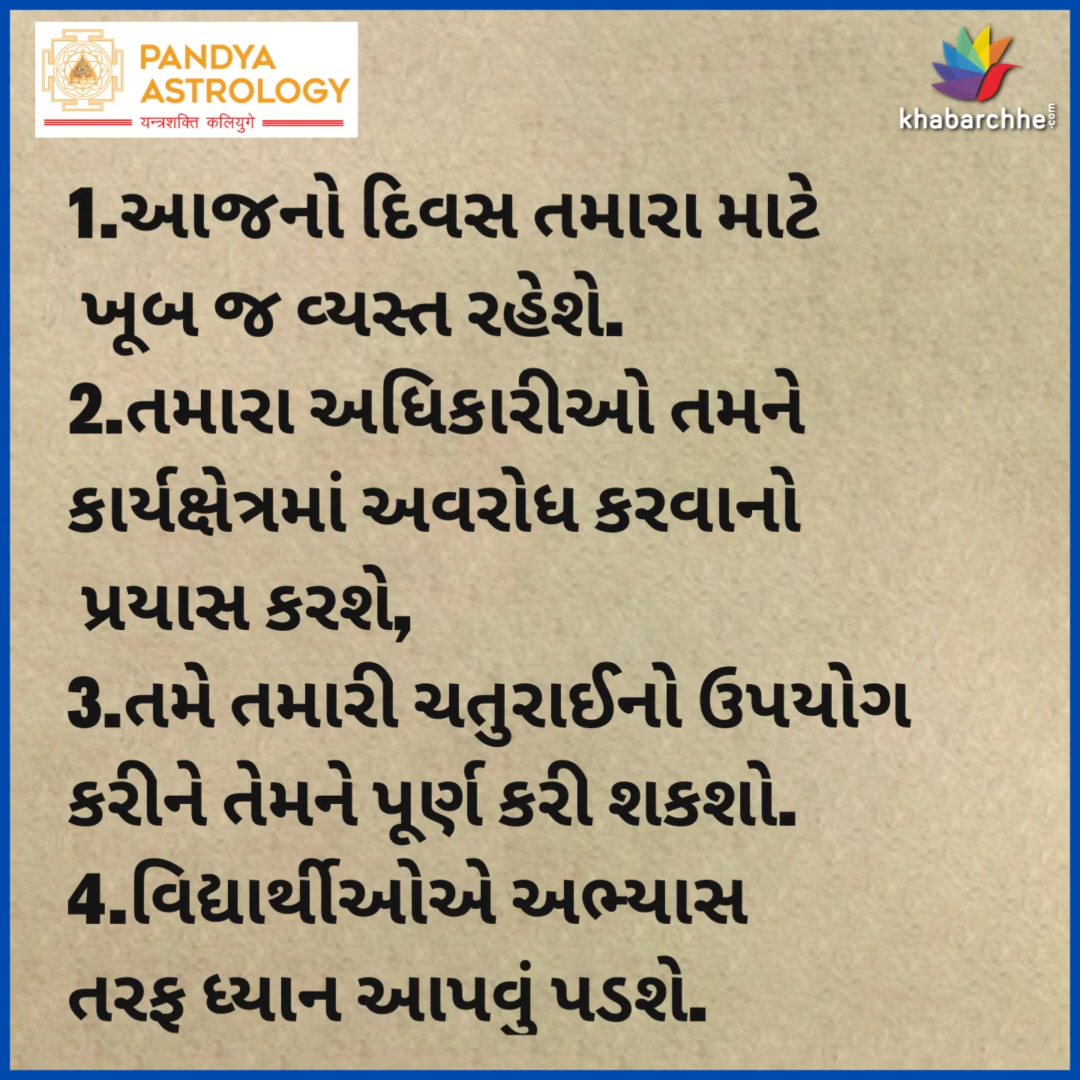 PANDYA
ASTROLOGY
यन्त्रशक्ति कलियुगे
khabarchhe.com
1.આજનો દિવસ તમારા માટે
ખૂબ જ વ્યસ્ત રહેશે.
2.તમારા અધિકારીઓ તમને
કાર્યક્ષેત્રમાં અવરોધ કરવાનો
પ્રયાસ કરશે,
3.તમે તમારી ચતુરાઈનો ઉપયોગ
કરીને તેમને પૂર્ણ કરી શકશો.
4.વિદ્યાર્થીઓએ અભ્યાસ
તરફ ધ્યાન આપવું પડશે.